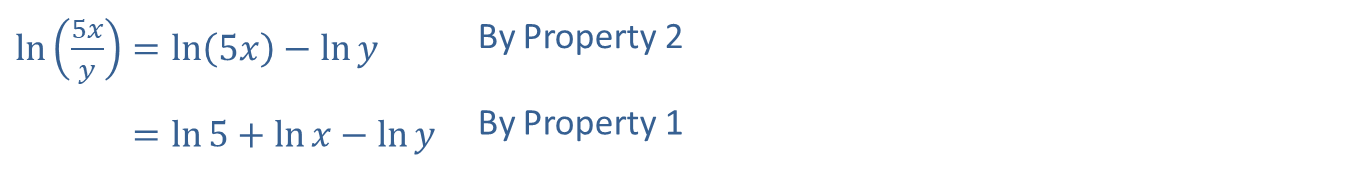 ln(5x/y) = ln(5x) − ln y By Property 2
= ln 5 + ln x − ln y By Property 1